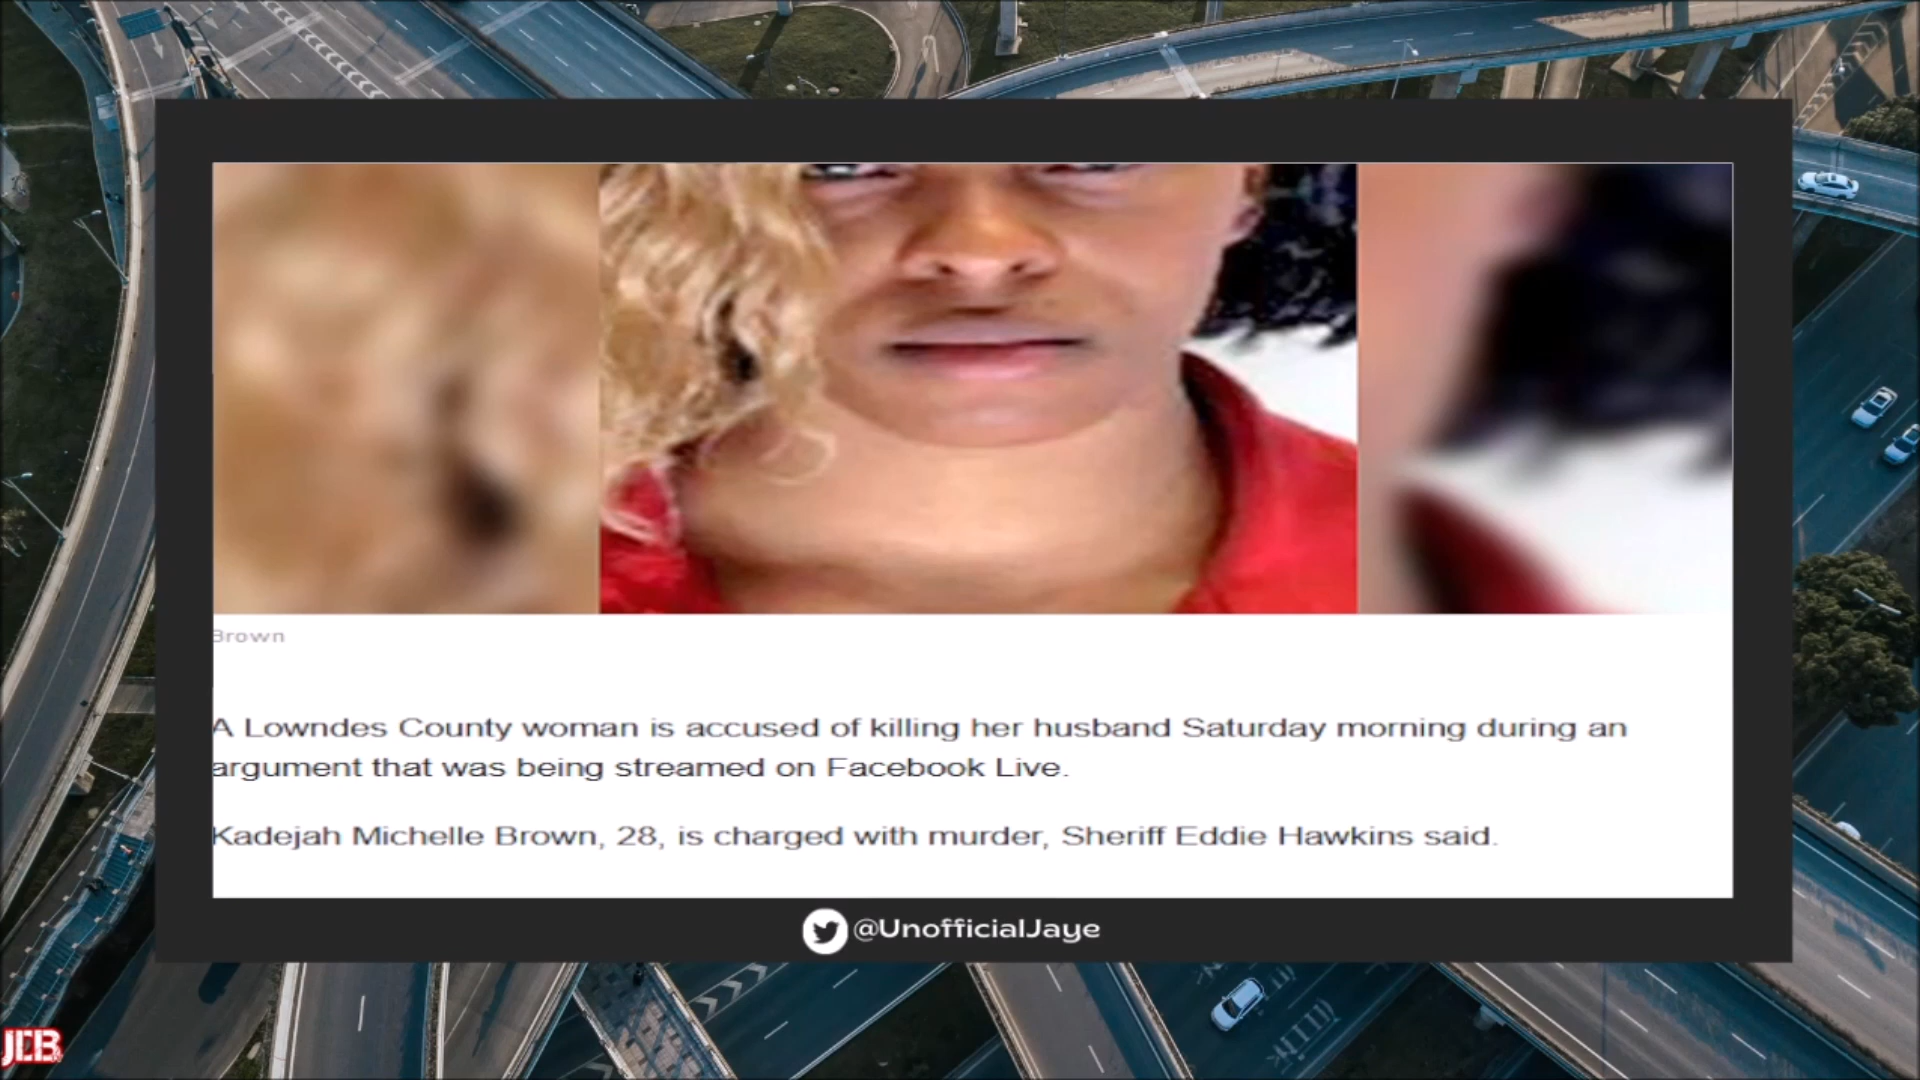 Brown
A Lowndes County woman is accused of killing her husband Saturday morning during an
argument that was being streamed on Facebook Live.
Kadejah Michelle Brown, 28, is charged with murder, Sheriff Eddie Hawkins said.
@UnofficialJaye
JEB